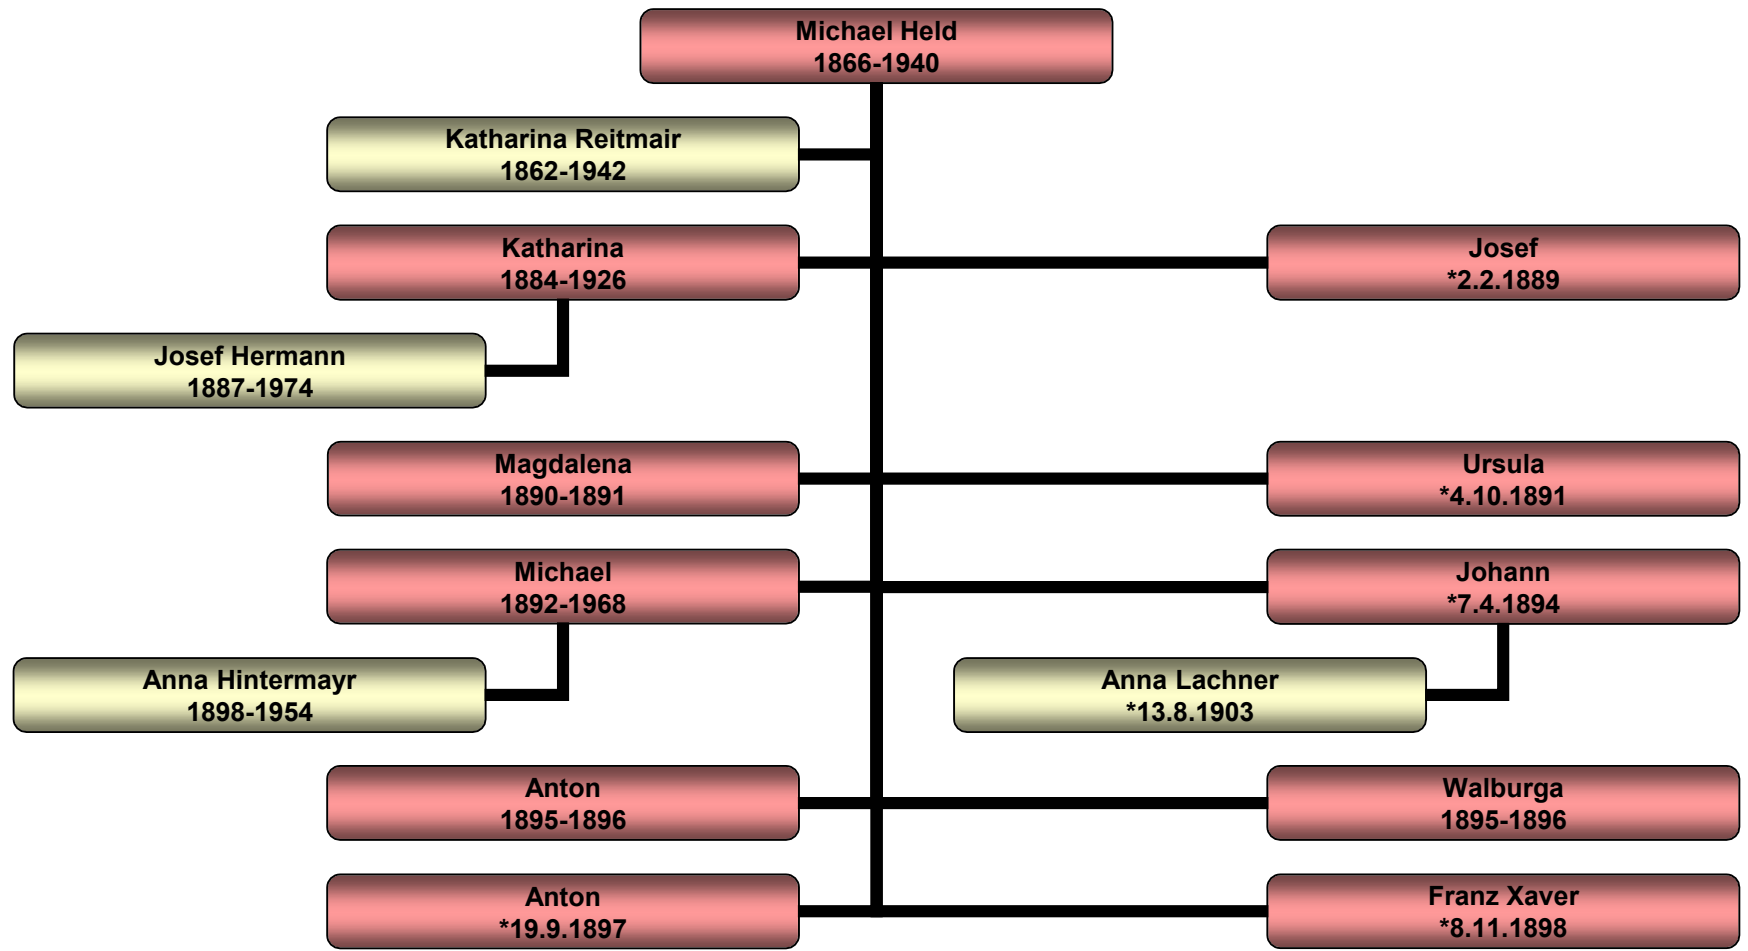 Michael Held
1866-1940
Katharina Reitmair
1862-1942
Katharina
1884-1926
Josef
*2.2.1889
Josef Hermann
1887-1974
Magdalena
1890-1891
Ursula
*4.10.1891
Michael
1892-1968
Johann
*7.4.1894
Anna Hintermayr
1898-1954
Anna Lachner
*13.8.1903
Anton
1895-1896
Walburga
1895-1896
Anton
*19.9.1897
Franz Xaver
*8.11.1898